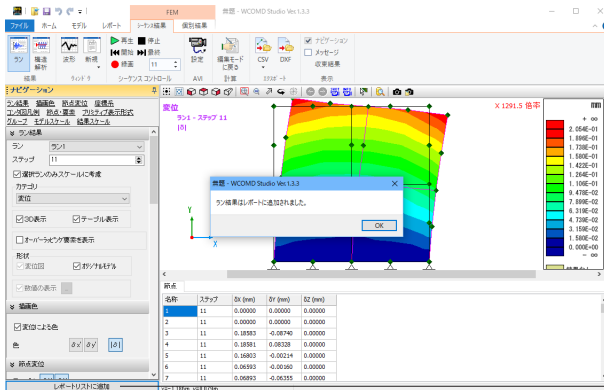 FEM
無題 - WCOMD Studio Ver.1.3.3
ファイル ホーム モデル レポート シーケンス結果 個別結果
再生 停止
開始 最終
録画 11
ラン 構造解析 波形 新規 設定 編集モードに戻る CSV DXF
ナビゲーション
メッセージ
収束結果
結果 ウィンドウ シーケンス コントロール AVI 計算 エクスポート 表示
ナビゲーション
ラン結果 描画色 節点変位 座標系
コンタ図凡例 節点・要素 プリミティブ表示形式
グループ モデルスケール 結果スケール
ラン結果
ラン ラン1
ステップ 11
選択ランのみスケールに考慮
カテゴリ
変位
3D表示 テーブル表示
オーバーラッピング要素を表示
形状
変位図 オリジナルモデル
数値の表示
描画色
変位による色
色 δx δy |δ|
節点変位
レポートリストに追加
変位
ラン1 - ステップ 11
|δ|
X 1291.5 倍率
mm
+ ∞
2.054E-01
1.896E-01
1.738E-01
1.580E-01
1.422E-01
1.264E-01
1.106E-01
9.478E-02
7.899E-02
6.319E-02
4.739E-02
3.159E-02
1.580E-02
0.000E+00
- ∞
Y
X
無題 - WCOMD Studio Ver.1.3.3
ラン結果はレポートに追加されました。
OK
節点
名称 ステップ δX (mm) δY (mm) δZ (mm)
1 11 0.00000 0.00000 0.00000
2 11 0.00000 0.00000 0.00000
3 11 0.18583 -0.08740 0.00000
4 11 0.18581 0.08328 0.00000
5 11 0.16803 -0.00214 0.00000
6 11 0.06593 -0.00160 0.00000
7 11 0.06893 -0.06355 0.00000